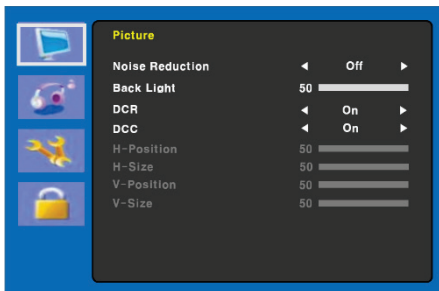 Picture
Noise Reduction Off
Back Light 50
DCR On
DCC On
H-Position 50
H-Size 50
V-Position 50
V-Size 50